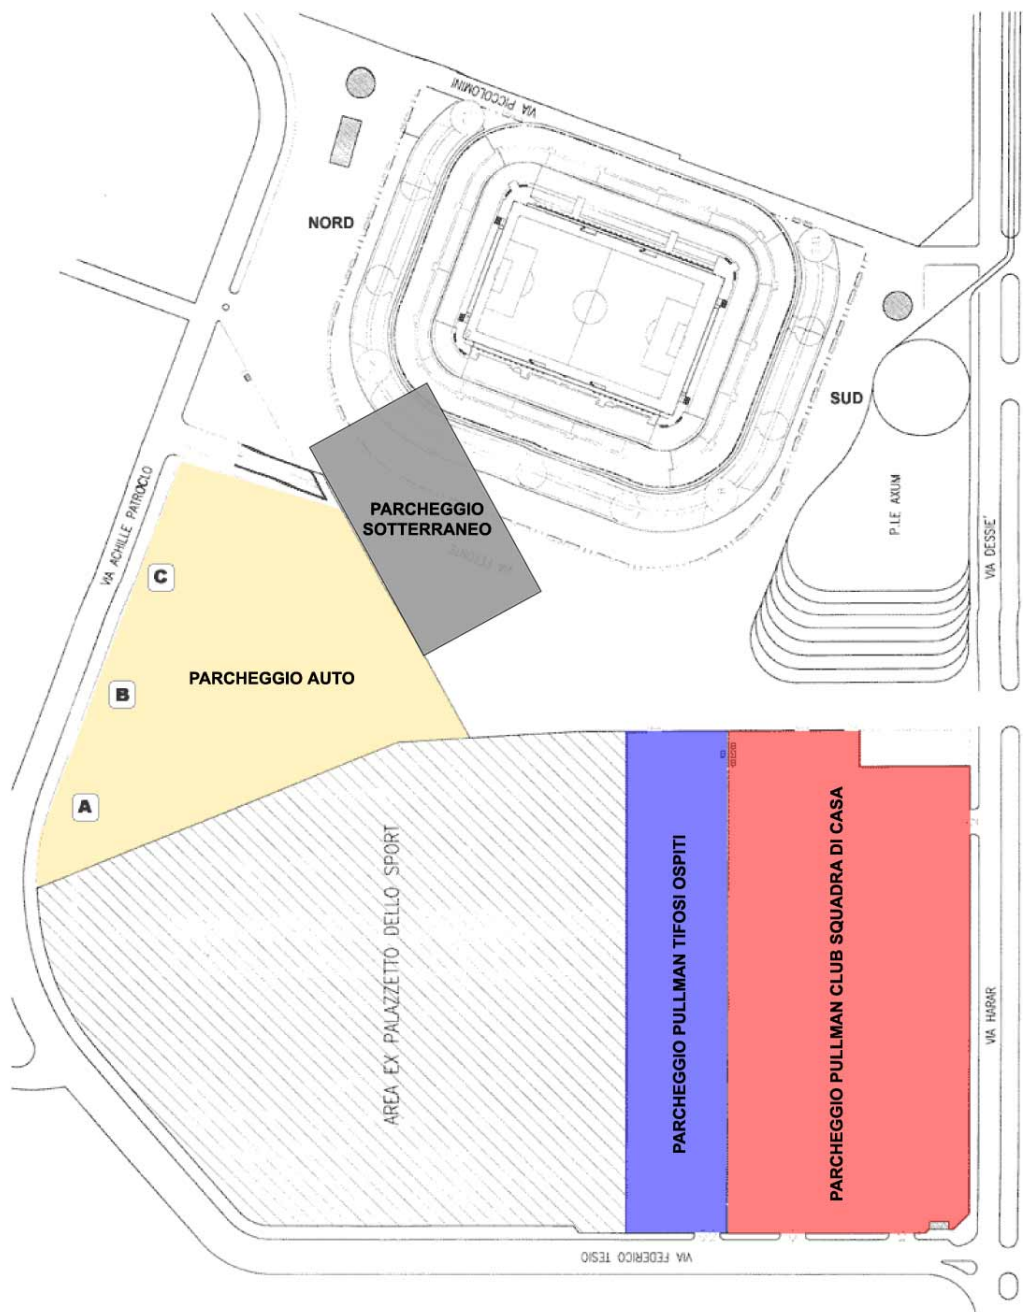 VIA PICCOLOMINI
NORD
SUD
PARCHEGGIO
SOTTERRANEO
P.LE AXUM
VIA DESSIE'
VIA ACHILLE PATROCLO
C
B
A
PARCHEGGIO AUTO
AREA EX PALAZZETTO DELLO SPORT
PARCHEGGIO PULLMAN TIFOSI OSPITI
PARCHEGGIO PULLMAN CLUB SQUADRA DI CASA
VIA HARAR
VIA FEDERICO TESIO